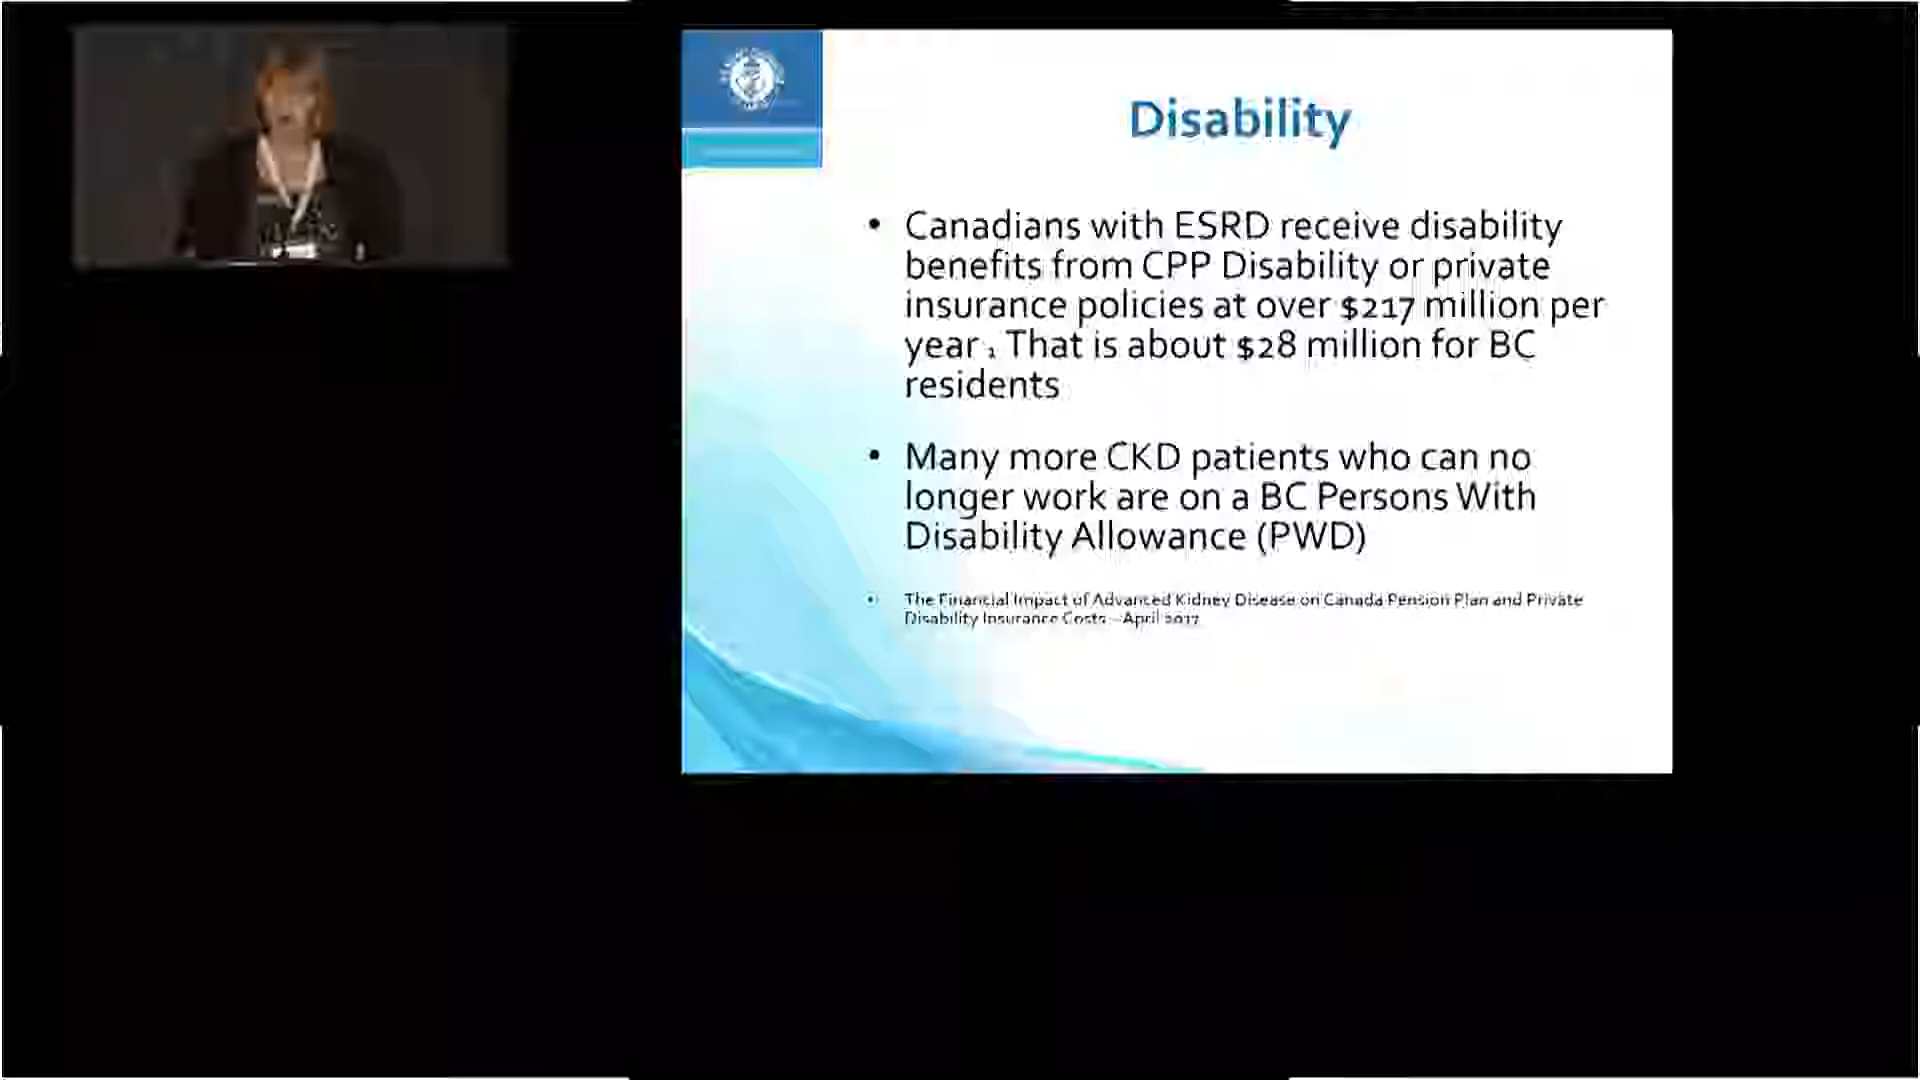 Disability
• Canadians with ESRD receive disability
benefits from CPP Disability or private
insurance policies at over $217 million per
year 1. That is about $28 million for BC
residents
• Many more CKD patients who can no
longer work are on a BC Persons With
Disability Allowance (PWD)
• The Financial Impact of Advanced Kidney Disease on Canada Pension Plan and Private
Disability Insurance Costs – April 2017